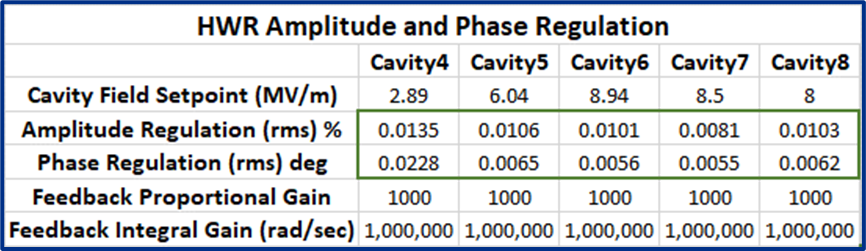 HWR Amplitude and Phase Regulation
Cavity4 Cavity5 Cavity6 Cavity7 Cavity8
Cavity Field Setpoint (MV/m) 2.89 6.04 8.94 8.5 8
Amplitude Regulation (rms) % 0.0135 0.0106 0.0101 0.0081 0.0103
Phase Regulation (rms) deg 0.0228 0.0065 0.0056 0.0055 0.0062
Feedback Proportional Gain 1000 1000 1000 1000 1000
Feedback Integral Gain (rad/sec) 1,000,000 1,000,000 1,000,000 1,000,000 1,000,000